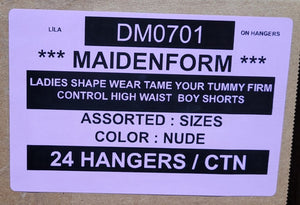 LILA DM0701 ON HANGERS
*** MAIDENFORM ***
LADIES SHAPE WEAR TAME YOUR TUMMY FIRM
CONTROL HIGH WAIST BOY SHORTS
ASSORTED : SIZES
COLOR : NUDE
24 HANGERS / CTN